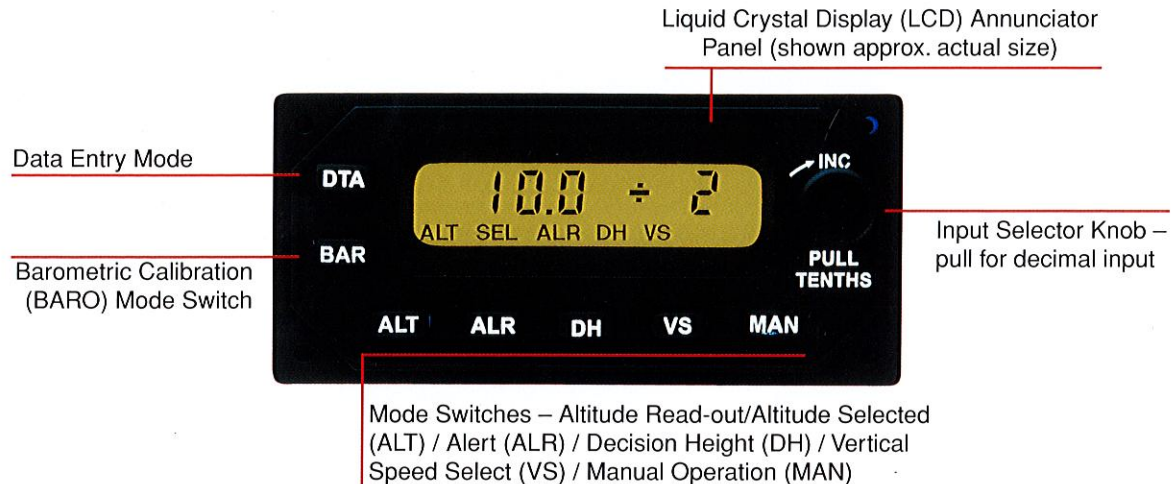 Liquid Crystal Display (LCD) Annunciator
Panel (shown approx. actual size)
Data Entry Mode
DTA
10.0 ÷ 2
ALT SEL ALR DH VS
INC
BAR
PULL
TENTHS
Input Selector Knob –
pull for decimal input
Barometric Calibration
(BARO) Mode Switch
ALT ALR DH VS MAN
Mode Switches – Altitude Read-out/Altitude Selected
(ALT) / Alert (ALR) / Decision Height (DH) / Vertical
Speed Select (VS) / Manual Operation (MAN)